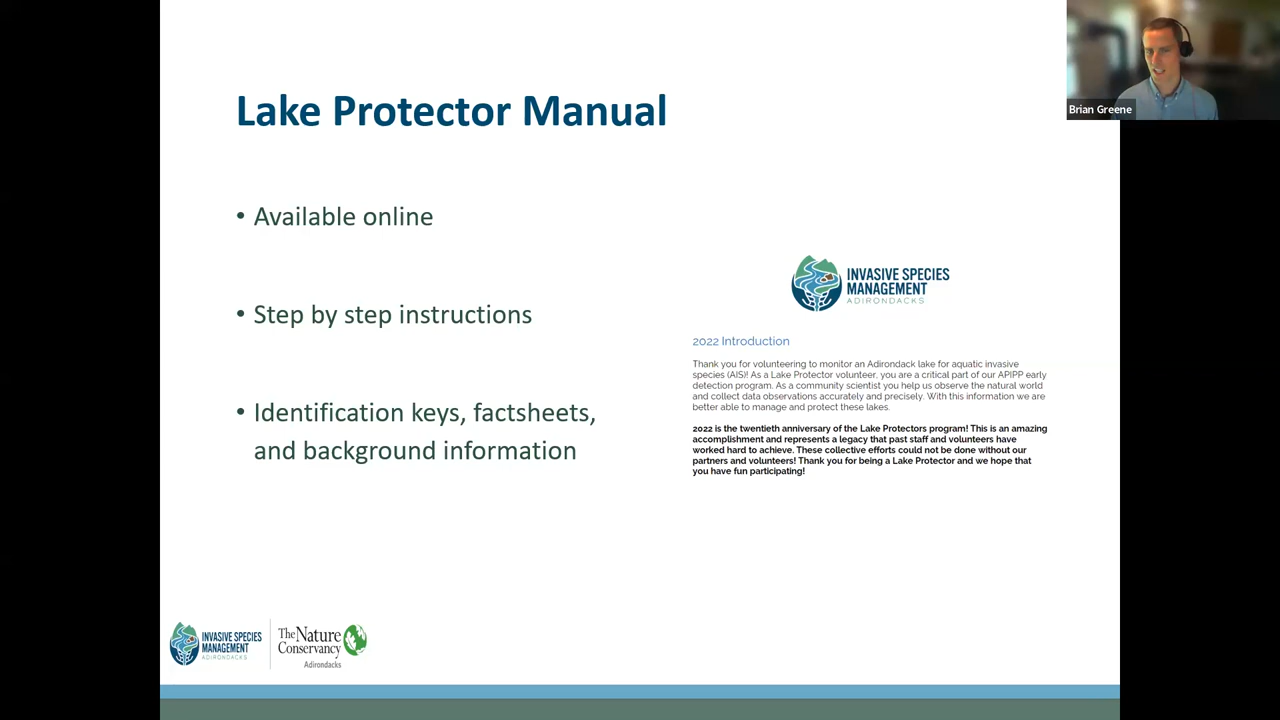 Lake Protector Manual
Brian Greene
• Available online
• Step by step instructions
• Identification keys, factsheets,
and background information
INVASIVE SPECIES
MANAGEMENT
ADIRONDACKS
2022 Introduction
Thank you for volunteering to monitor an Adirondack lake for aquatic invasive
species (AIS)! As a Lake Protector volunteer, you are a critical part of our APIPP early
detection program. As a community scientist you help us observe the natural world
and collect data observations accurately and precisely. With this information we are
better able to manage and protect these lakes.
2022 is the twentieth anniversary of the Lake Protectors program! This is an amazing
accomplishment and represents a legacy that past staff and volunteers have
worked hard to achieve. These collective efforts could not be done without our
partners and volunteers! Thank you for being a Lake Protector and we hope that
you have fun participating!
INVASIVE SPECIES
MANAGEMENT
ADIRONDACKS
The Nature
Conservancy
Adirondacks